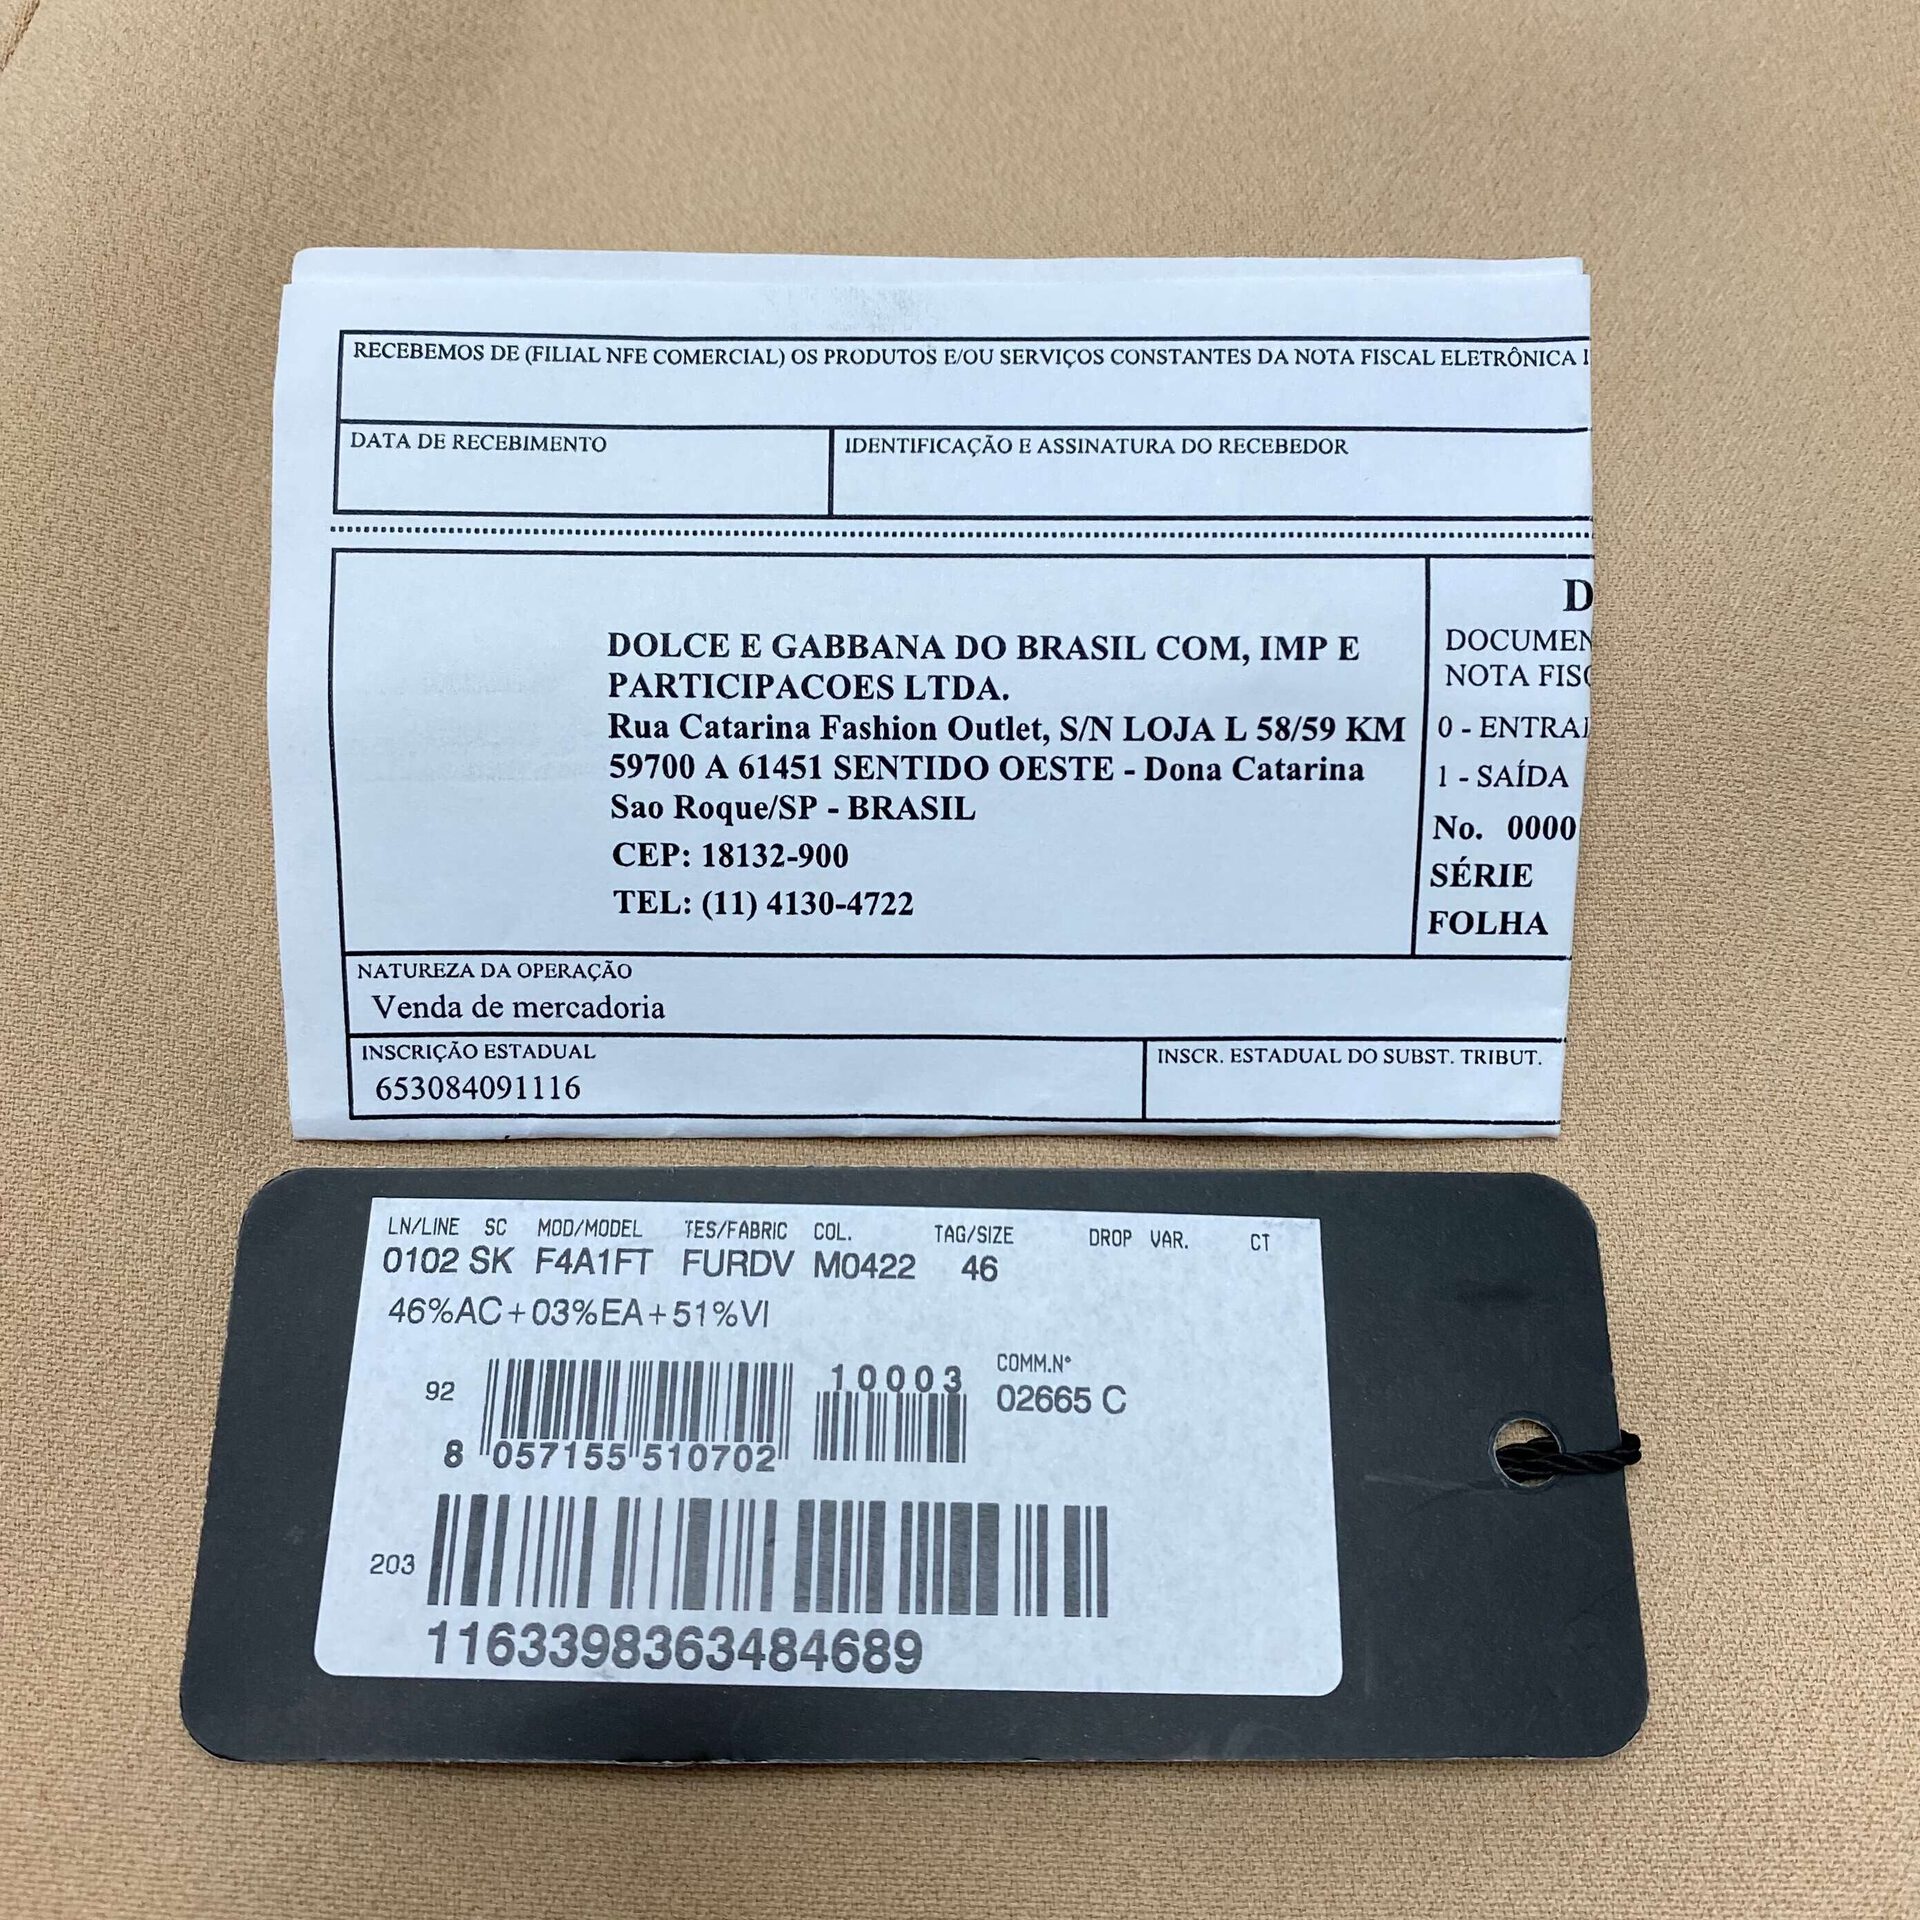 RECEBEMOS DE (FILIAL NFE COMERCIAL) OS PRODUTOS E/OU SERVIÇOS CONSTANTES DA NOTA FISCAL ELETRÔNICA
DATA DE RECEBIMENTO
IDENTIFICAÇÃO E ASSINATURA DO RECEBEDOR
DOLCE E GABBANA DO BRASIL COM, IMP E
PARTICIPACOES LTDA.
Rua Catarina Fashion Outlet, S/N LOJA L 58/59 KM
59700 A 61451 SENTIDO OESTE - Dona Catarina
Sao Roque/SP - BRASIL
CEP: 18132-900
TEL: (11) 4130-4722
D
DOCUMEN
NOTA FISC
0 - ENTRA
1 - SAÍDA
No. 0000
SÉRIE
FOLHA
NATUREZA DA OPERAÇÃO
Venda de mercadoria
INSCRIÇÃO ESTADUAL
653084091116
INSCR. ESTADUAL DO SUBST. TRIBUT.
LN/LINE SC MOD/MODEL TES/FABRIC COL. TAG/SIZE DROP VAR. CT
0102 SK F4A1FT FURDV M0422 46
46%AC+03%EA+51%VI
92
8 057155 510702
10003
COMM.N°
02665 C
203
1163398363484689